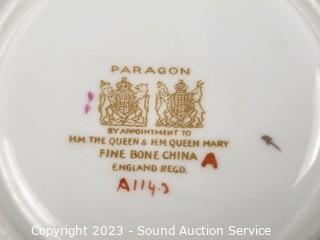 PARAGON
BY APPOINTMENT TO
H.M. THE QUEEN & H.M. QUEEN MARY
FINE BONE CHINA A
ENGLAND REGD.
A114.3
Copyright © 2023 - Sound Auction Service